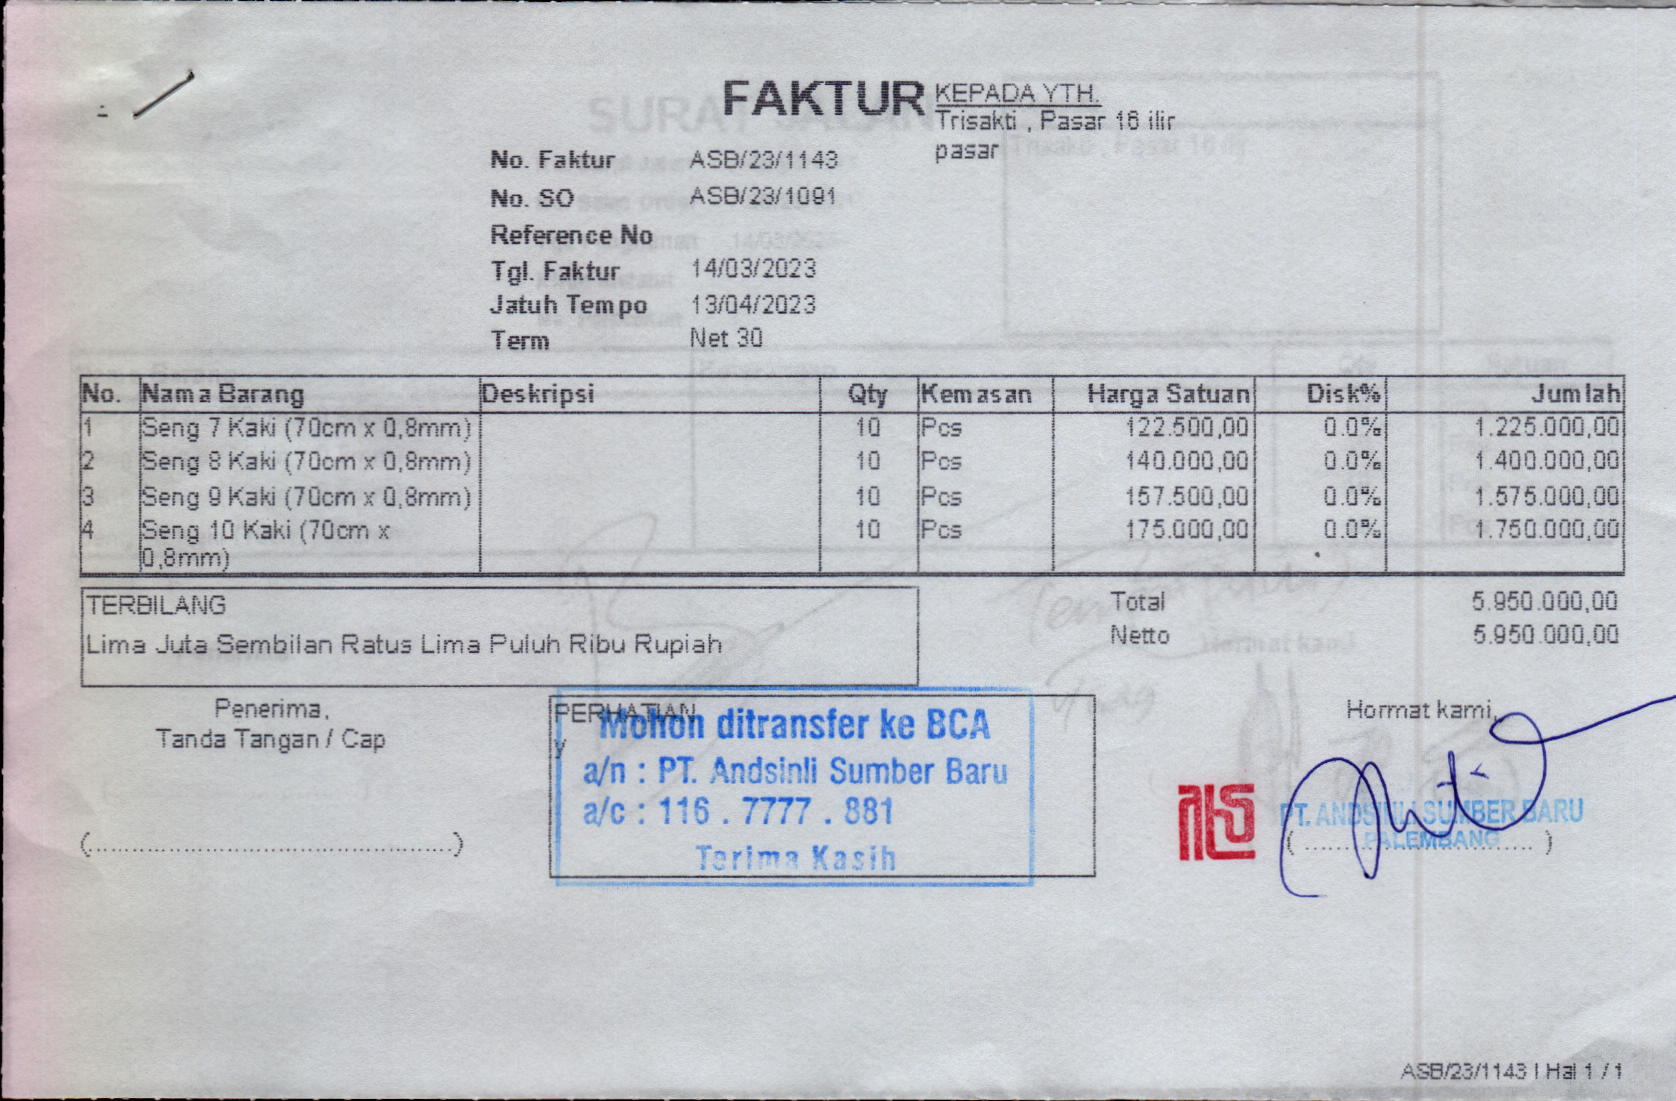 FAKTUR
KEPADA YTH.
Trisakti , Pasar 16 ilir
pasar
No. Faktur ASB/23/1143
No. SO ASB/23/1091
Reference No
Tgl. Faktur 14/03/2023
Jatuh Tempo 13/04/2023
Term Net 30
No. Nama Barang Deskripsi Qty Kemasan Harga Satuan Disk% Jumlah
1 Seng 7 Kaki (70cm x 0,8mm) 10 Pcs 122.500,00 0.0% 1.225.000,00
2 Seng 8 Kaki (70cm x 0,8mm) 10 Pcs 140.000,00 0.0% 1.400.000,00
3 Seng 9 Kaki (70cm x 0,8mm) 10 Pcs 157.500,00 0.0% 1.575.000,00
4 Seng 10 Kaki (70cm x 10 Pcs 175.000,00 0.0% 1.750.000,00
0,8mm)
TERBILANG
Lima Juta Sembilan Ratus Lima Puluh Ribu Rupiah
Total 5.950.000,00
Netto 5.950.000,00
Penerima,
Tanda Tangan / Cap
(.................................................)
PERHATIAN
y
Mohon ditransfer ke BCA
a/n : PT. Andsinli Sumber Baru
a/c : 116 . 7777 . 881
Terima Kasih
Hormat kami,
PT. ANDSINLI SUMBER BARU
PALEMBANG
( ................................ )
ASB/23/1143 | Hal 1 / 1